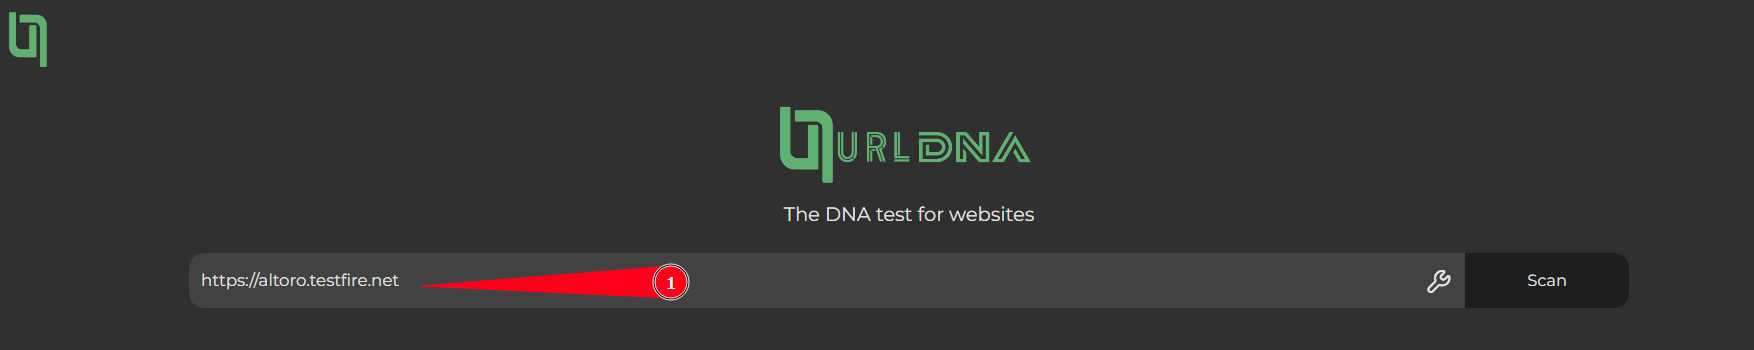 URLDNA
The DNA test for websites
https://altoro.testfire.net
1
Scan